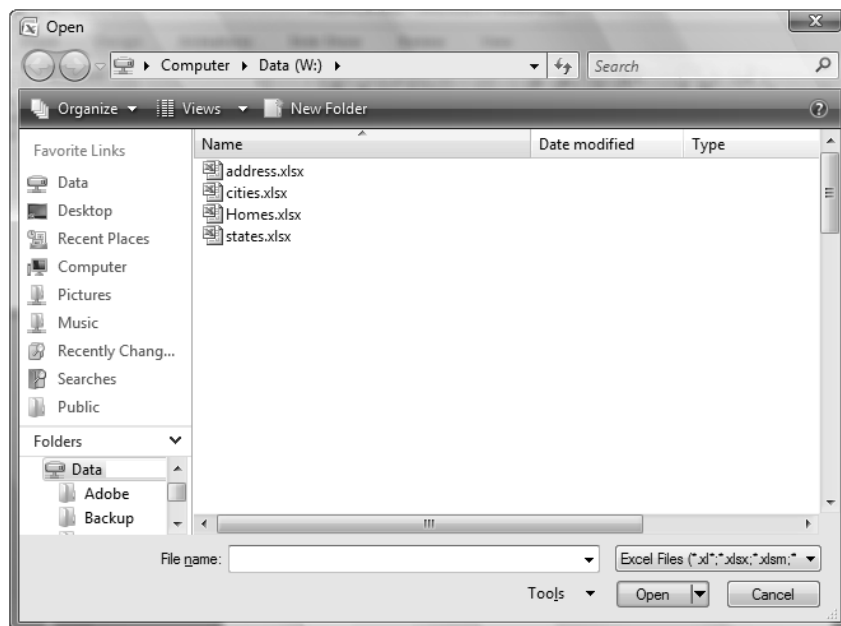 Open
Computer Data (W:) Search
Organize Views New Folder
Favorite Links
Data
Desktop
Recent Places
Computer
Pictures
Music
Recently Chang...
Searches
Public
Folders
Data
Adobe
Backup
Name Date modified Type
address.xlsx
cities.xlsx
Homes.xlsx
states.xlsx
File name: Excel Files (*.xl*;*.xlsx;*.xlsm;*
Tools Open Cancel